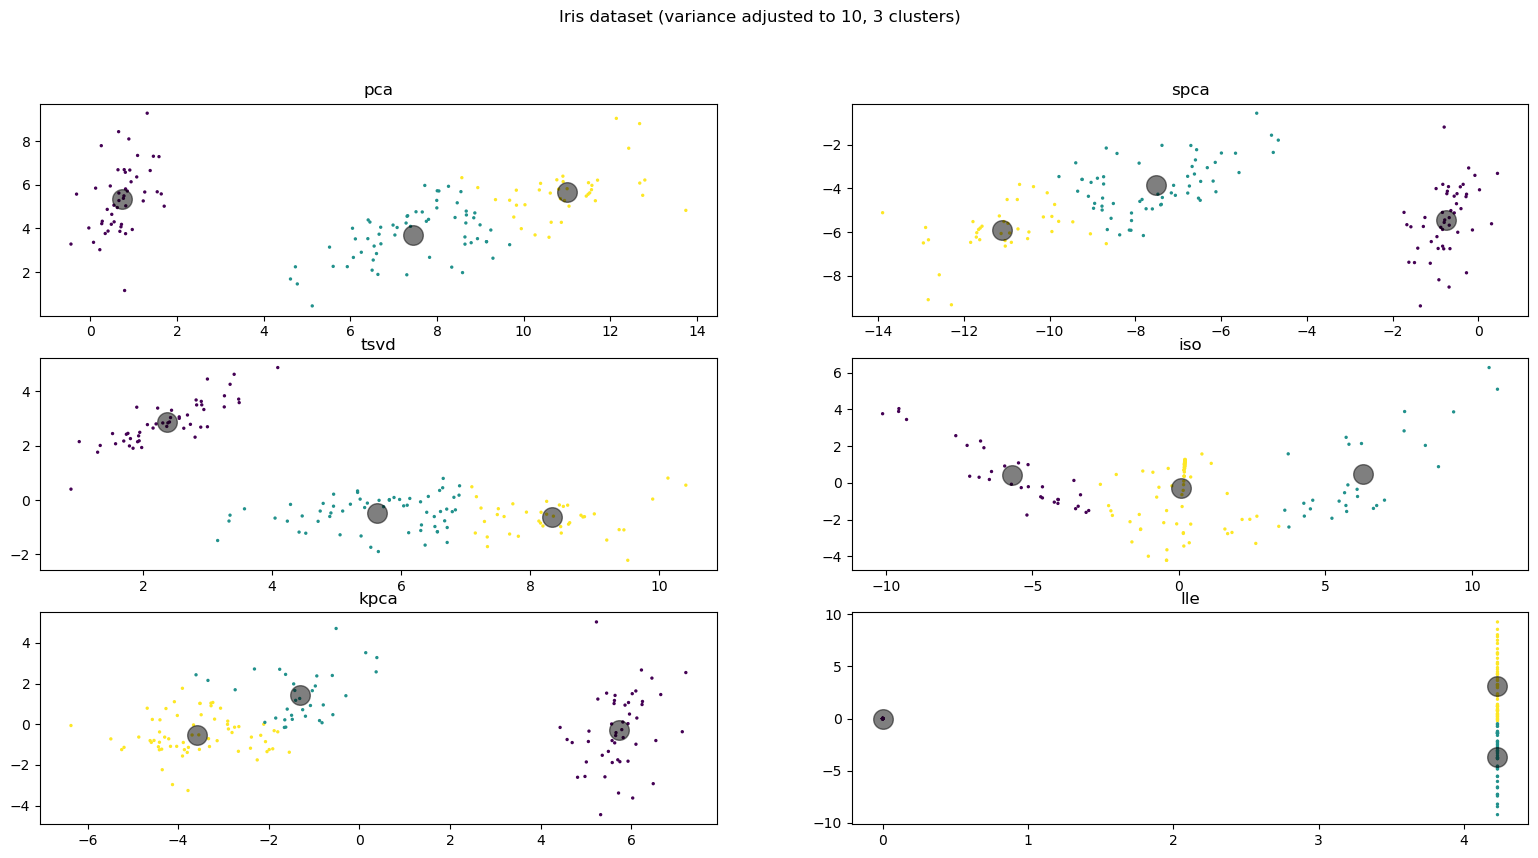 Iris dataset (variance adjusted to 10, 3 clusters)
pca
8
6
4
2
0 2 4 6 8 10 12 14
spca
−2
−4
−6
−8
−14 −12 −10 −8 −6 −4 −2 0
tsvd
4
2
0
−2
2 4 6 8 10
iso
6
4
2
0
−2
−4
−10 −5 0 5 10
kpca
4
2
0
−2
−4
−6 −4 −2 0 2 4 6
lle
10
5
0
−5
−10
0 1 2 3 4